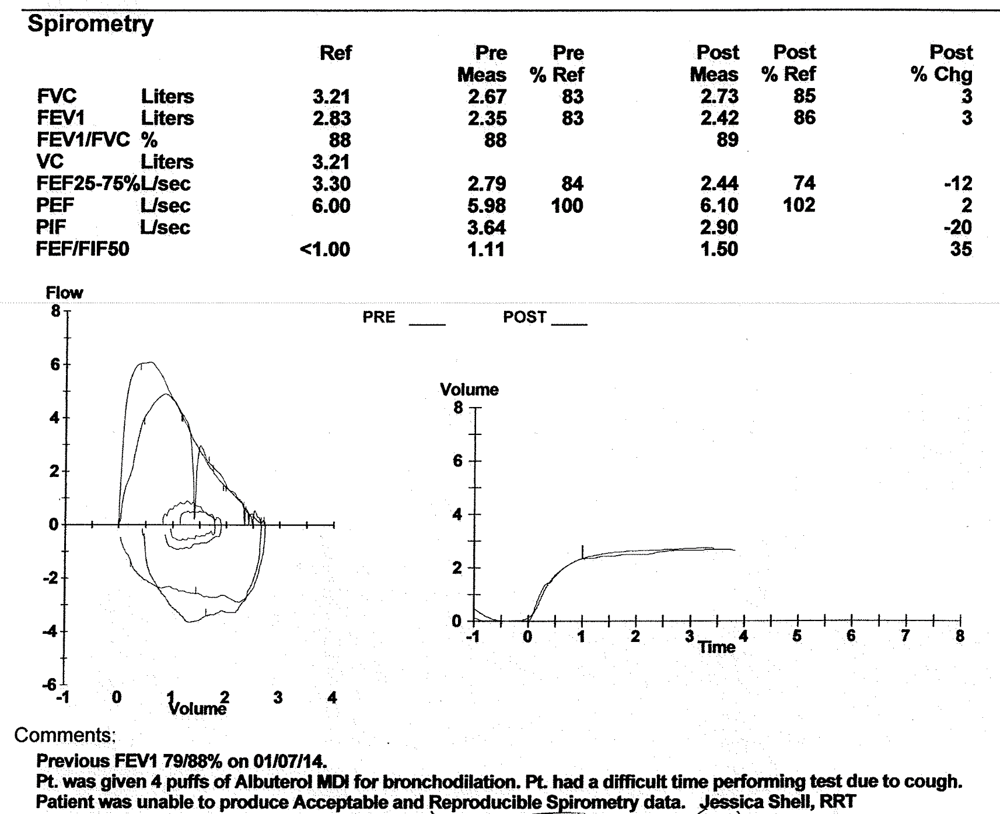 Spirometry
Ref Pre Pre Post Post Post
Meas % Ref Meas % Ref % Chg
FVC Liters 3.21 2.67 83 2.73 85 3
FEV1 Liters 2.83 2.35 83 2.42 86 3
FEV1/FVC % 88 88 89
VC Liters 3.21
FEF25-75% L/sec 3.30 2.79 84 2.44 74 -12
PEF L/sec 6.00 5.98 100 6.10 102 2
PIF L/sec 3.64 2.90 -20
FEF/FIF50 <1.00 1.11 1.50 35
Flow
8
6
4
2
0
-2
-4
-6
-1 0 1 2 3 4
Volume
PRE ____ POST ____
Volume
8
6
4
2
0
-1 0 1 2 3 4 5 6 7 8
Time
Comments:
Previous FEV1 79/88% on 01/07/14.
Pt. was given 4 puffs of Albuterol MDI for bronchodilation. Pt. had a difficult time performing test due to cough.
Patient was unable to produce Acceptable and Reproducible Spirometry data. Jessica Shell, RRT